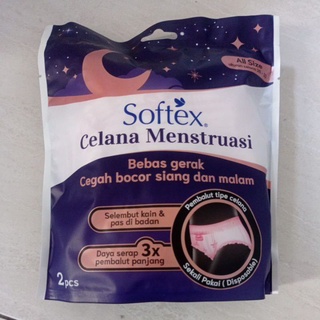 All Size
Softex
Celana Menstruasi
Bebas gerak
Cegah bocor siang dan malam
Selembut kain &
pas di badan
Daya serap 3x
pembalut panjang
Pembalut tipe celana
Sekali Pakai (Disposable)
2pcs